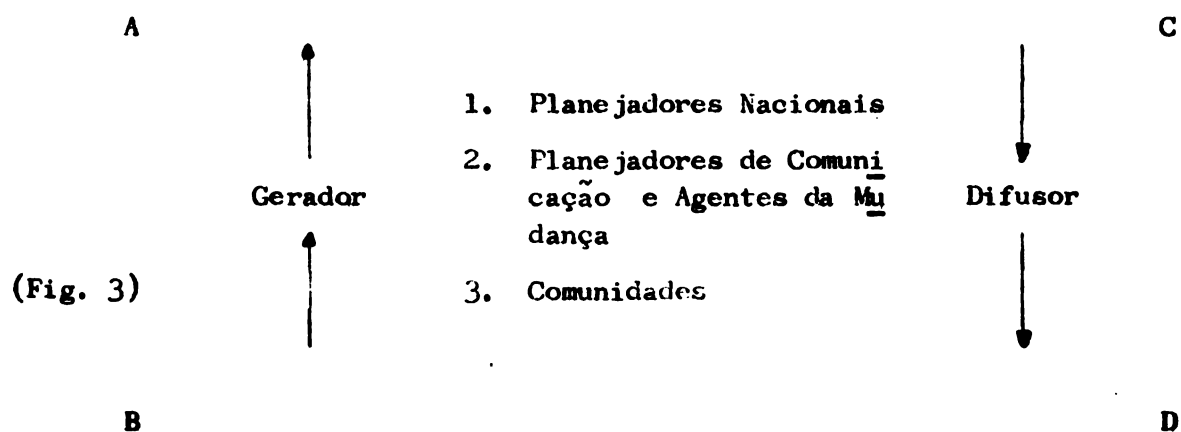 A
C
1. Planejadores Nacionais
2. Planejadores de Comuni
cação e Agentes da Mu
dança
Gerador
Difusor
(Fig. 3)
3. Comunidades
B
D